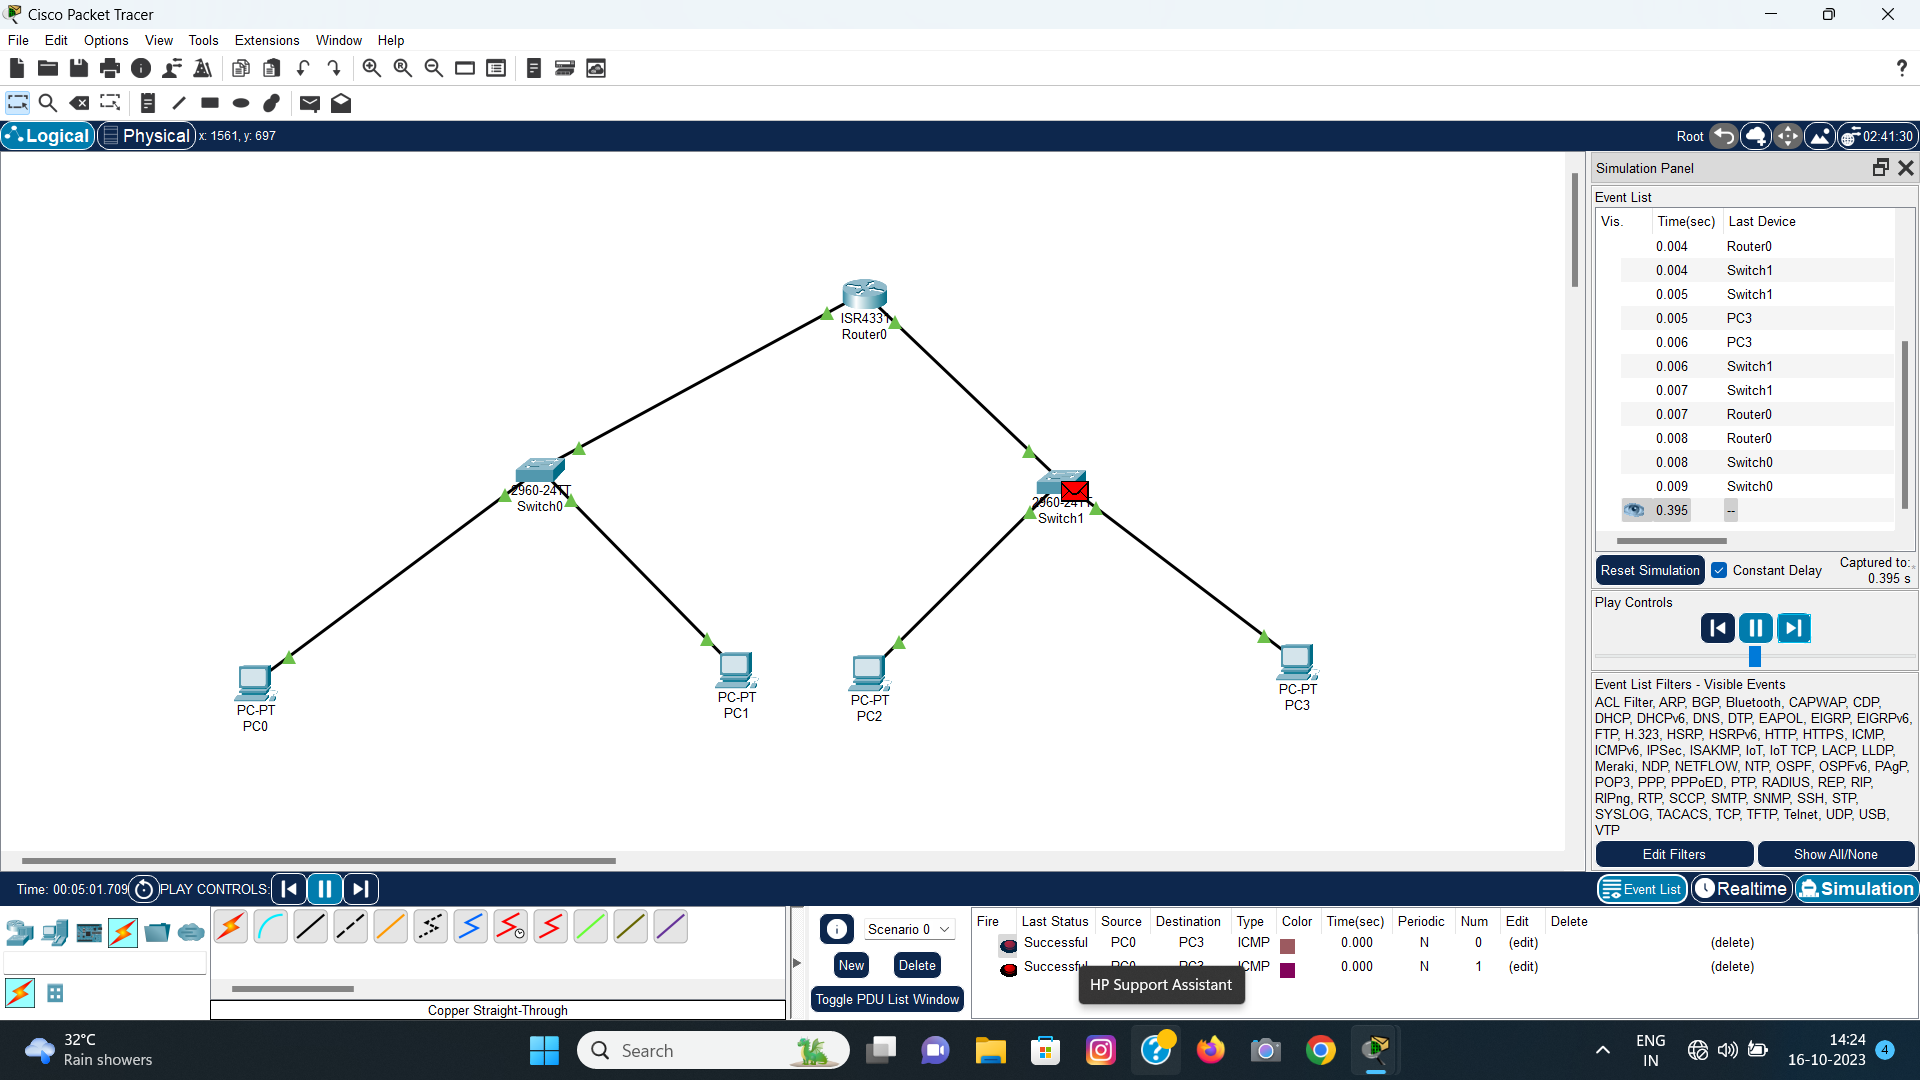 Cisco Packet Tracer
File Edit Options View Tools Extensions Window Help
?
Logical Physical x: 1561, y: 697 Root 02:41:30
Simulation Panel
Event List
Vis. Time(sec) Last Device
0.004 Router0
0.004 Switch1
0.005 Switch1
0.005 PC3
0.006 PC3
0.006 Switch1
0.007 Switch1
0.007 Router0
0.008 Router0
0.008 Switch0
0.009 Switch0
0.395 --
Reset Simulation Constant Delay Captured to:
0.395 s
Play Controls
Event List Filters - Visible Events
ACL Filter, ARP, BGP, Bluetooth, CAPWAP, CDP,
DHCP, DHCPv6, DNS, DTP, EAPOL, EIGRP, EIGRPv6,
FTP, H.323, HSRP, HSRPv6, HTTP, HTTPS, ICMP,
ICMPv6, IPSec, ISAKMP, IoT, IoT TCP, LACP, LLDP,
Meraki, NDP, NETFLOW, NTP, OSPF, OSPFv6, PAgP,
POP3, PPP, PPPoED, PTP, RADIUS, REP, RIP,
RIPng, RTP, SCCP, SMTP, SNMP, SSH, STP,
SYSLOG, TACACS, TCP, TFTP, Telnet, UDP, USB,
VTP
Edit Filters Show All/None
ISR4331
Router0
2960-24TT
Switch0
2960-24TT
Switch1
PC-PT
PC0
PC-PT
PC1
PC-PT
PC2
PC-PT
PC3
Time: 00:05:01.709 PLAY CONTROLS: Event List Realtime Simulation
Scenario 0
New Delete
Toggle PDU List Window
Copper Straight-Through
Fire Last Status Source Destination Type Color Time(sec) Periodic Num Edit Delete
Successful PC0 PC3 ICMP 0.000 N 0 (edit) (delete)
Successful PC0 PC3 ICMP 0.000 N 1 (edit) (delete)
HP Support Assistant
32°C
Rain showers
Search
ENG
IN
14:24
16-10-2023
4